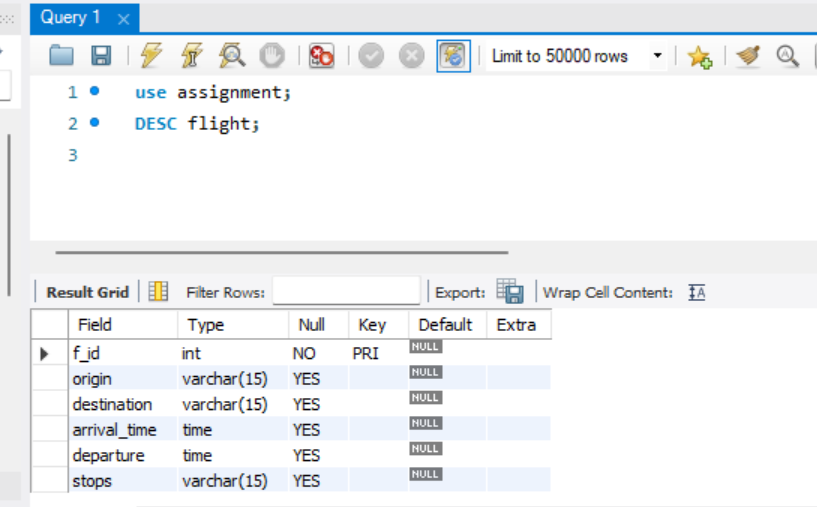 Query 1
Limit to 50000 rows
1 use assignment;
2 DESC flight;
3
Result Grid Filter Rows: Export: Wrap Cell Content:
Field Type Null Key Default Extra
f_id int NO PRI NULL
origin varchar(15) YES NULL
destination varchar(15) YES NULL
arrival_time time YES NULL
departure time YES NULL
stops varchar(15) YES NULL